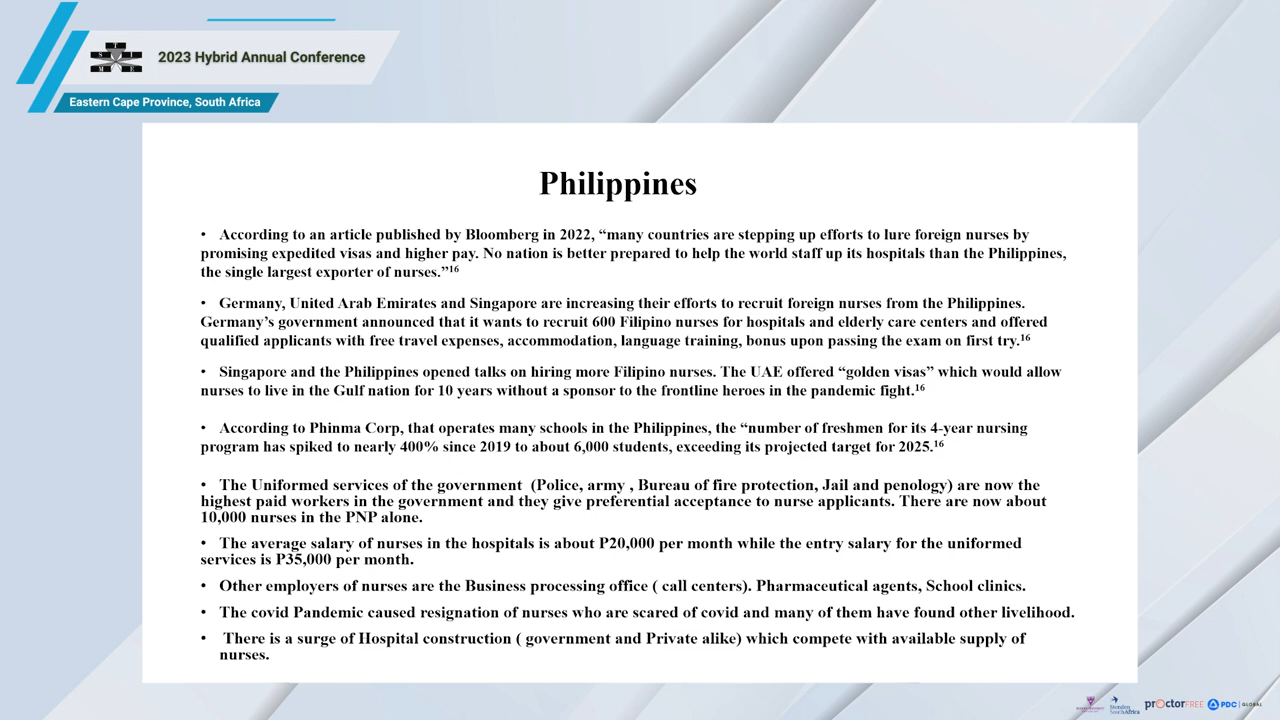 2023 Hybrid Annual Conference
Eastern Cape Province, South Africa
Philippines
• According to an article published by Bloomberg in 2022, “many countries are stepping up efforts to lure foreign nurses by
promising expedited visas and higher pay. No nation is better prepared to help the world staff up its hospitals than the Philippines,
the single largest exporter of nurses.”¹⁶
• Germany, United Arab Emirates and Singapore are increasing their efforts to recruit foreign nurses from the Philippines.
Germany’s government announced that it wants to recruit 600 Filipino nurses for hospitals and elderly care centers and offered
qualified applicants with free travel expenses, accommodation, language training, bonus upon passing the exam on first try.¹⁶
• Singapore and the Philippines opened talks on hiring more Filipino nurses. The UAE offered “golden visas” which would allow
nurses to live in the Gulf nation for 10 years without a sponsor to the frontline heroes in the pandemic fight.¹⁶
• According to Phinma Corp, that operates many schools in the Philippines, the “number of freshmen for its 4-year nursing
program has spiked to nearly 400% since 2019 to about 6,000 students, exceeding its projected target for 2025.¹⁶
• The Uniformed services of the government (Police, army , Bureau of fire protection, Jail and penology) are now the
highest paid workers in the government and they give preferential acceptance to nurse applicants. There are now about
10,000 nurses in the PNP alone.
• The average salary of nurses in the hospitals is about P20,000 per month while the entry salary for the uniformed
services is P35,000 per month.
• Other employers of nurses are the Business processing office ( call centers). Pharmaceutical agents, School clinics.
• The covid Pandemic caused resignation of nurses who are scared of covid and many of them have found other livelihood.
• There is a surge of Hospital construction ( government and Private alike) which compete with available supply of
nurses.
Stenden
South Africa
proctorFREE
PDC | GLOBAL